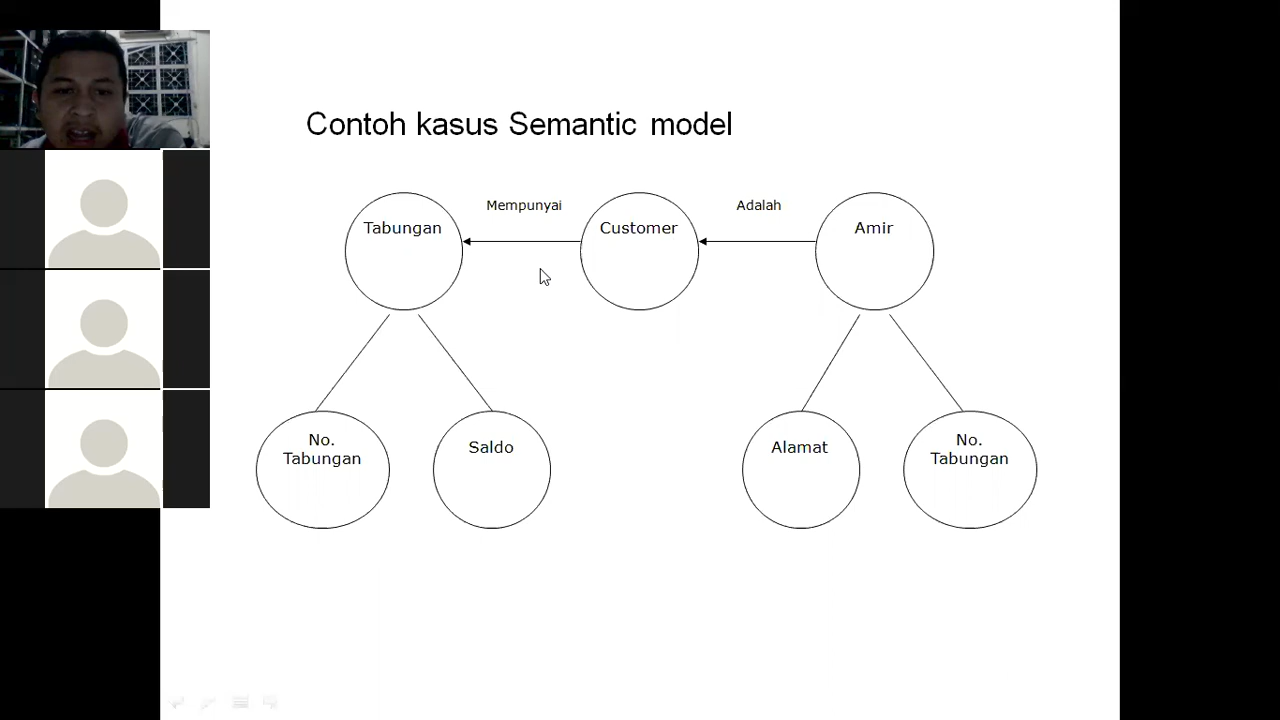 Contoh kasus Semantic model
Mempunyai
Adalah
Tabungan
Customer
Amir
No.
Tabungan
Saldo
Alamat
No.
Tabungan